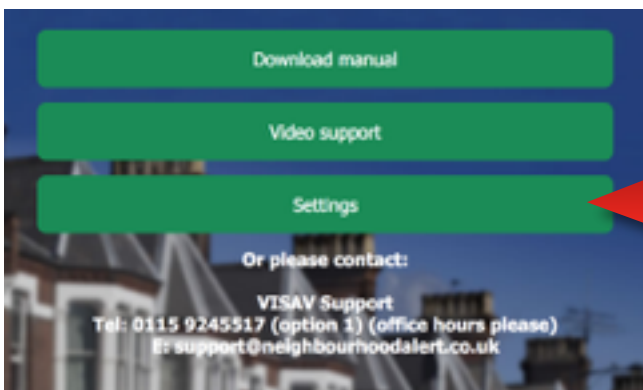 Download manual
Video support
Settings
Or please contact:
VISAV Support
Tel: 0115 9245517 (option 1) (office hours please)
E: support@neighbourhoodalert.co.uk